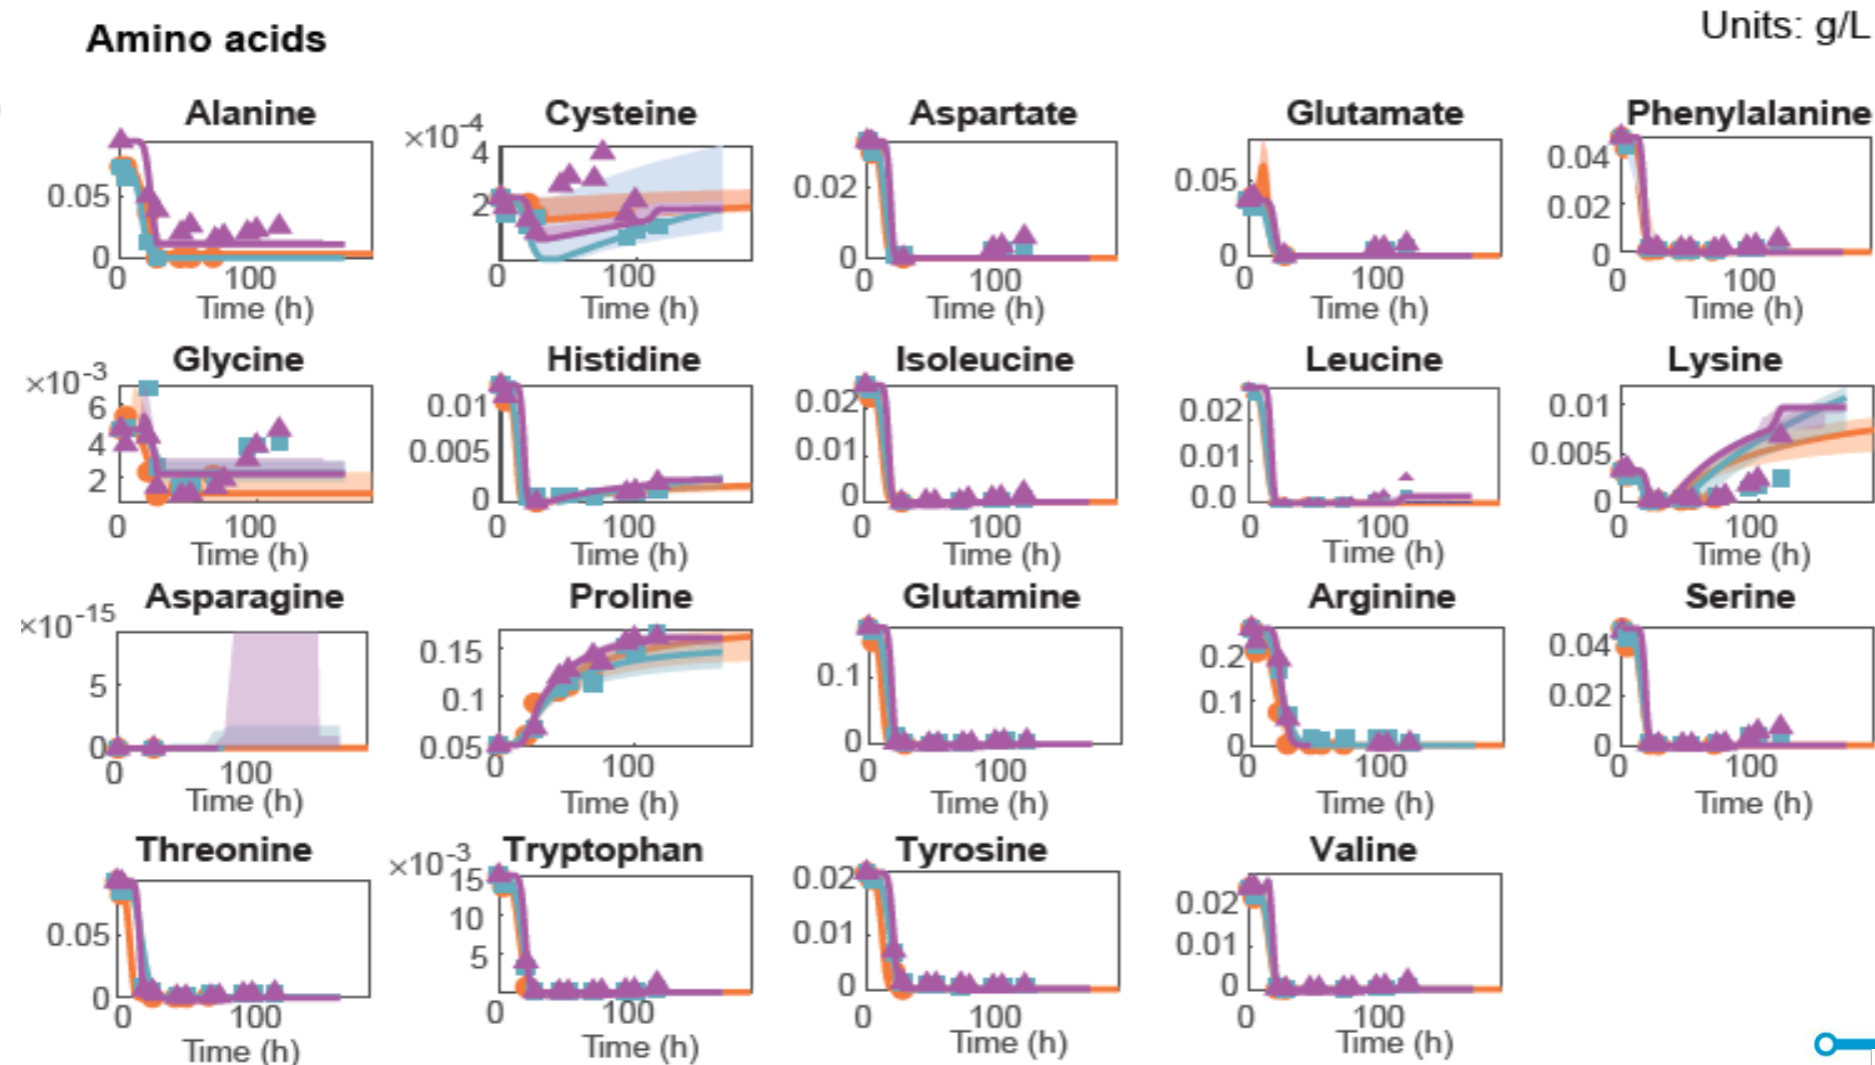 Amino acids
Units: g/L
Alanine
0.05
0
0
100
Time (h)
Cysteine
×10-4
4
2
0
100
Time (h)
Aspartate
0.02
0
0
100
Time (h)
Glutamate
0.05
0
0
100
Time (h)
Phenylalanine
0.04
0.02
0
0
100
Time (h)
Glycine
×10-3
6
4
2
0
100
Time (h)
Histidine
0.01
0.005
0
0
100
Time (h)
Isoleucine
0.02
0.01
0
0
100
Time (h)
Leucine
0.02
0.01
0.0
0
100
Time (h)
Lysine
0.01
0.005
0
0
100
Time (h)
Asparagine
×10-15
5
0
0
100
Time (h)
Proline
0.15
0.1
0.05
0
100
Time (h)
Glutamine
0.1
0
0
100
Time (h)
Arginine
0.2
0.1
0
0
100
Time (h)
Serine
0.04
0.02
0
0
100
Time (h)
Threonine
0.05
0
0
100
Time (h)
Tryptophan
×10-3
15
10
5
0
100
Time (h)
Tyrosine
0.02
0.01
0
0
100
Time (h)
Valine
0.02
0.01
0
0
100
Time (h)